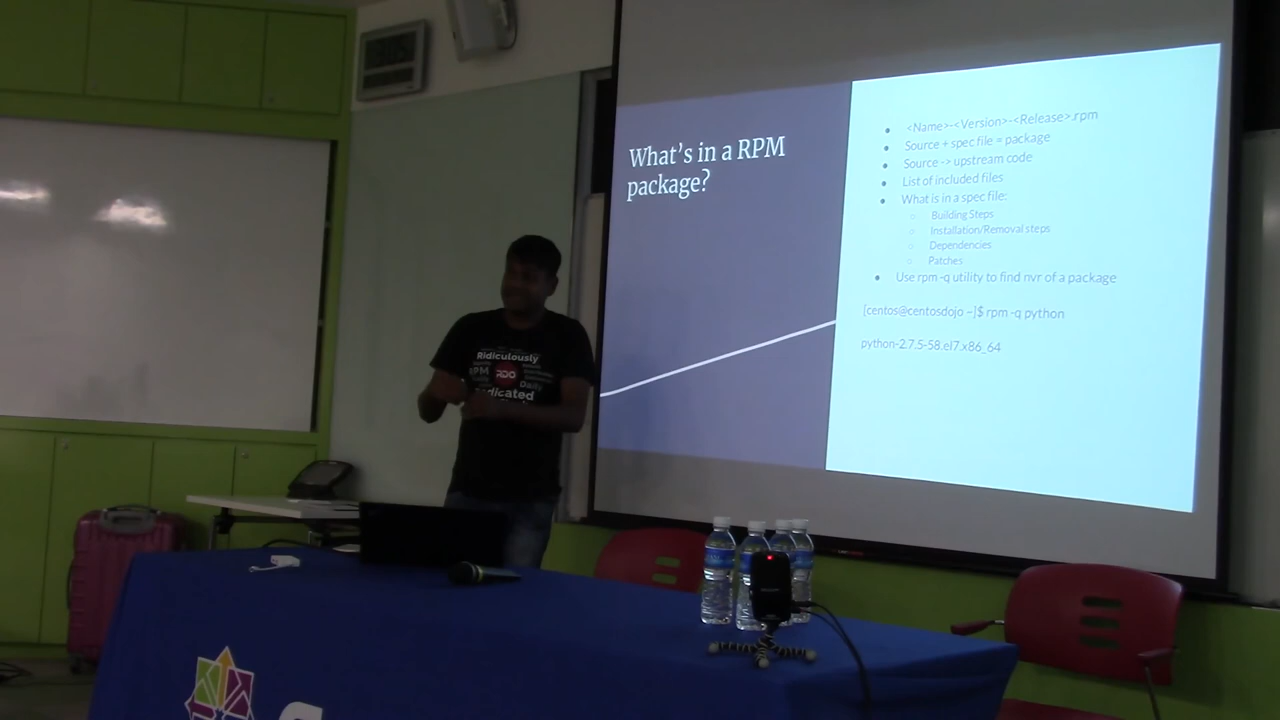 What's in a RPM
package?
<Name>-<Version>-<Release>.rpm
Source + spec file = package
Source -> upstream code
List of included files
What is in a spec file:
Building Steps
Installation/Removal steps
Dependencies
Patches
Use rpm -q utility to find nvr of a package
[centos@centosdojo ~]$ rpm -q python
python-2.7.5-58.el7.x86_64
Ridiculously
RPM
RDO
Daily